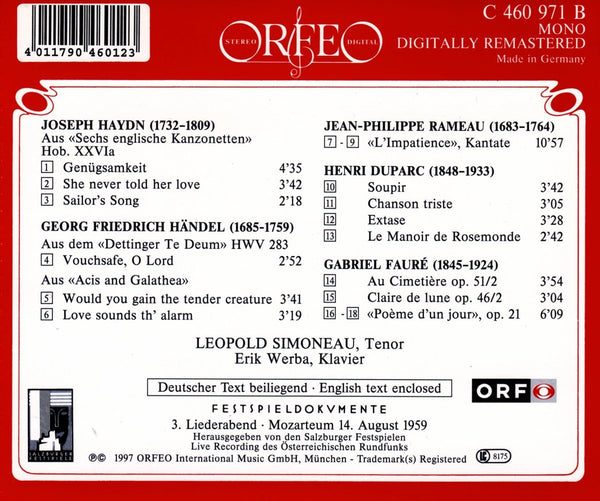 4 011790 460123
STEREO ORFEO DIGITAL
C 460 971 B
MONO
DIGITALLY REMASTERED
Made in Germany
JOSEPH HAYDN (1732–1809)
Aus «Sechs englische Kanzonetten»
Hob. XXVIa
1 Genügsamkeit 4'35
2 She never told her love 3'42
3 Sailor's Song 2'18
GEORG FRIEDRICH HÄNDEL (1685-1759)
Aus dem «Dettinger Te Deum» HWV 283
4 Vouchsafe, O Lord 2'52
Aus «Acis and Galathea»
5 Would you gain the tender creature 3'41
6 Love sounds th' alarm 3'19
JEAN-PHILIPPE RAMEAU (1683-1764)
7 - 9 «L'Impatience», Kantate 10'57
HENRI DUPARC (1848-1933)
10 Soupir 3'42
11 Chanson triste 3'05
12 Extase 3'28
13 Le Manoir de Rosemonde 2'42
GABRIEL FAURÉ (1845-1924)
14 Au Cimetière op. 51/2 3'54
15 Claire de lune op. 46/2 3'04
16 - 18 «Poème d'un jour», op. 21 6'09
LEOPOLD SIMONEAU, Tenor
Erik Werba, Klavier
Deutscher Text beiliegend · English text enclosed
ORF
FESTSPIELDOKVMENTE
3. Liederabend · Mozarteum 14. August 1959
Herausgegeben von den Salzburger Festspielen
Live Recording des Österreichischen Rundfunks
SALZBURGER
FESTSPIELE
℗© 1997 ORFEO International Music GmbH, München - Trademark(s) Registered
LC 8175